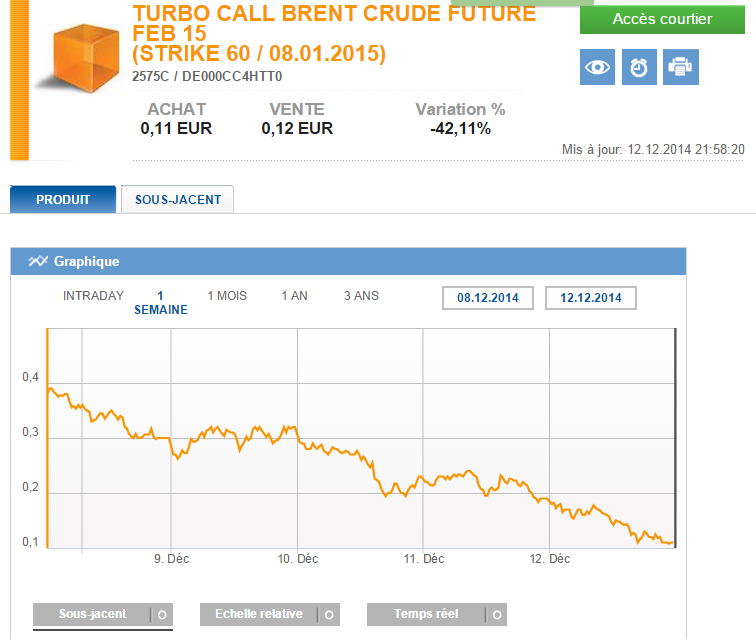 TURBO CALL BRENT CRUDE FUTURE
FEB 15
(STRIKE 60 / 08.01.2015)
2575C / DE000CC4HTT0
Accès courtier
ACHAT VENTE Variation %
0,11 EUR 0,12 EUR -42,11%
Mis à jour: 12.12.2014 21:58:20
PRODUIT SOUS-JACENT
Graphique
INTRADAY 1 SEMAINE 1 MOIS 1 AN 3 ANS 08.12.2014 12.12.2014
0,4
0,3
0,2
0,1
9. Déc 10. Déc 11. Déc 12. Déc
Sous-jacent O Echelle relative O Temps réel O